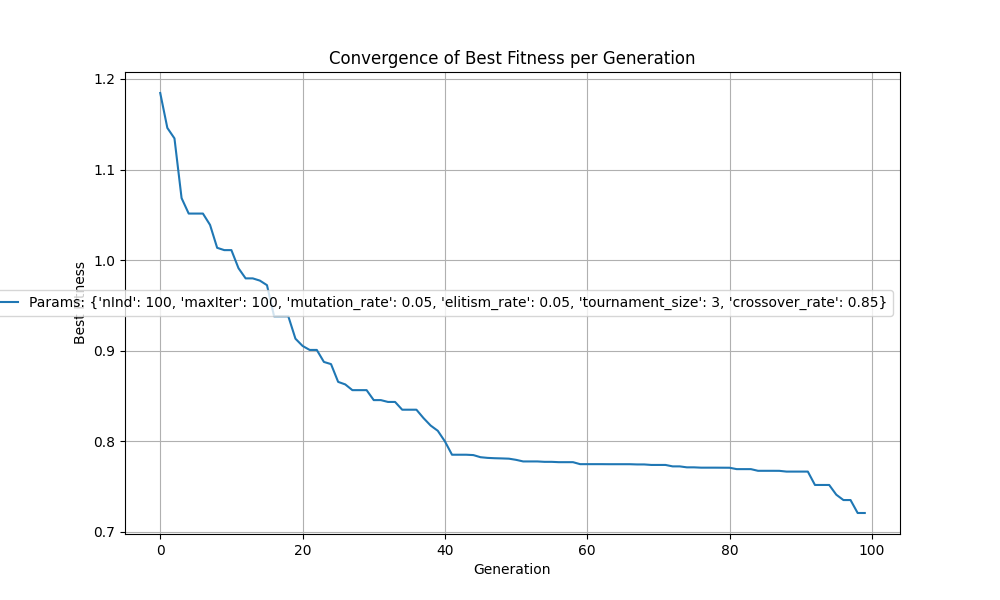 Convergence of Best Fitness per Generation
1.2
1.1
1.0
0.9
0.8
0.7
Best Fitness
Params: {'nInd': 100, 'maxIter': 100, 'mutation_rate': 0.05, 'elitism_rate': 0.05, 'tournament_size': 3, 'crossover_rate': 0.85}
0 20 40 60 80 100
Generation